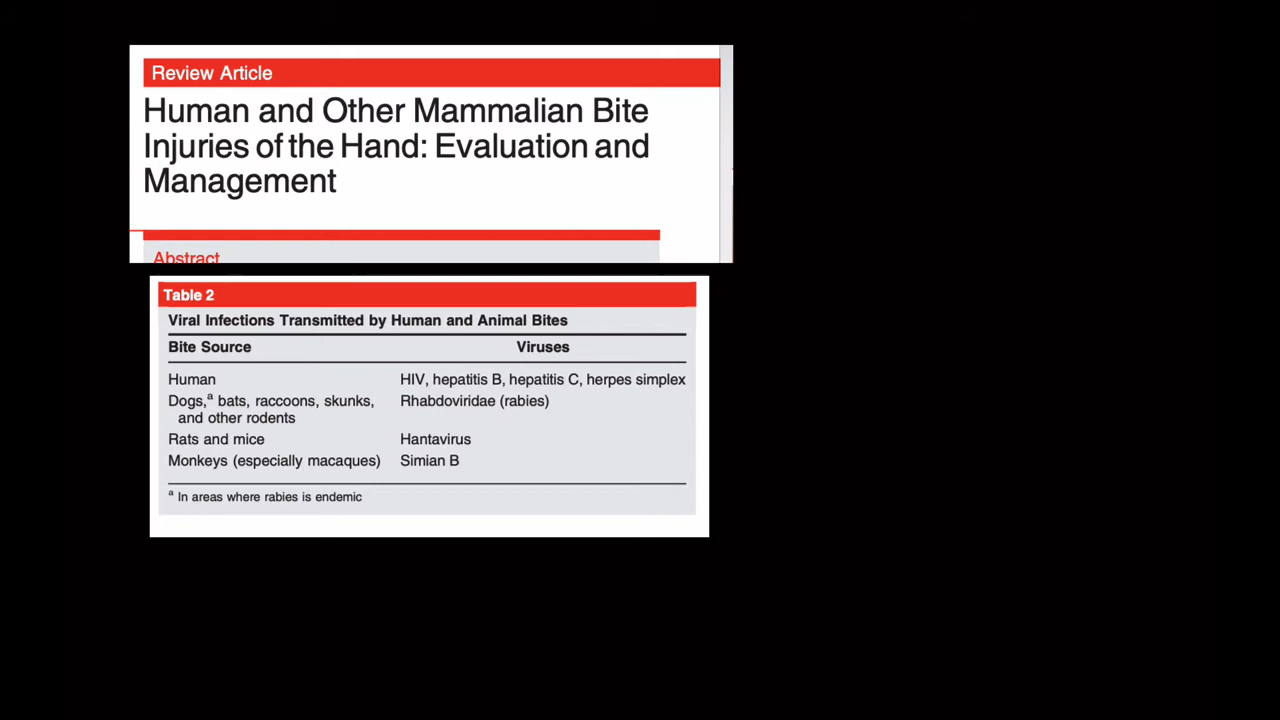 Review Article
Human and Other Mammalian Bite
Injuries of the Hand: Evaluation and
Management
Abstract
Table 2
Viral Infections Transmitted by Human and Animal Bites
Bite Source Viruses
Human HIV, hepatitis B, hepatitis C, herpes simplex
Dogs,a bats, raccoons, skunks, Rhabdoviridae (rabies)
and other rodents
Rats and mice Hantavirus
Monkeys (especially macaques) Simian B
a In areas where rabies is endemic